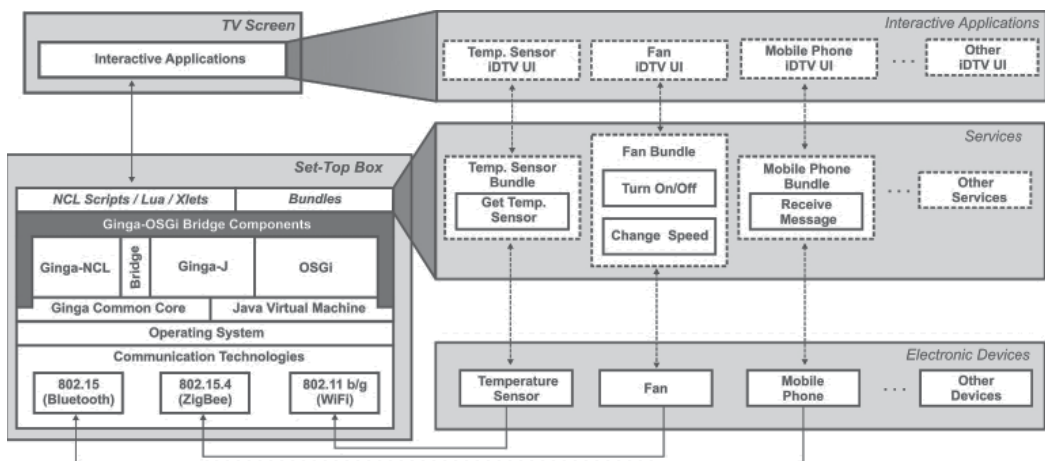 TV Screen
Interactive Applications
Interactive Applications
Temp. Sensor
iDTV UI
Fan
iDTV UI
Mobile Phone
iDTV UI
...
Other
iDTV UI
Services
Temp. Sensor
Bundle
Get Temp.
Sensor
Fan Bundle
Turn On/Off
Change Speed
Mobile Phone
Bundle
Receive
Message
...
Other
Services
Set-Top Box
NCL Scripts / Lua / Xlets
Bundles
Ginga-OSGi Bridge Components
Ginga-NCL
Bridge
Ginga-J
OSGi
Ginga Common Core
Java Virtual Machine
Operating System
Communication Technologies
802.15
(Bluetooth)
802.15.4
(ZigBee)
802.11 b/g
(WiFi)
Electronic Devices
Temperature
Sensor
Fan
Mobile
Phone
...
Other
Devices